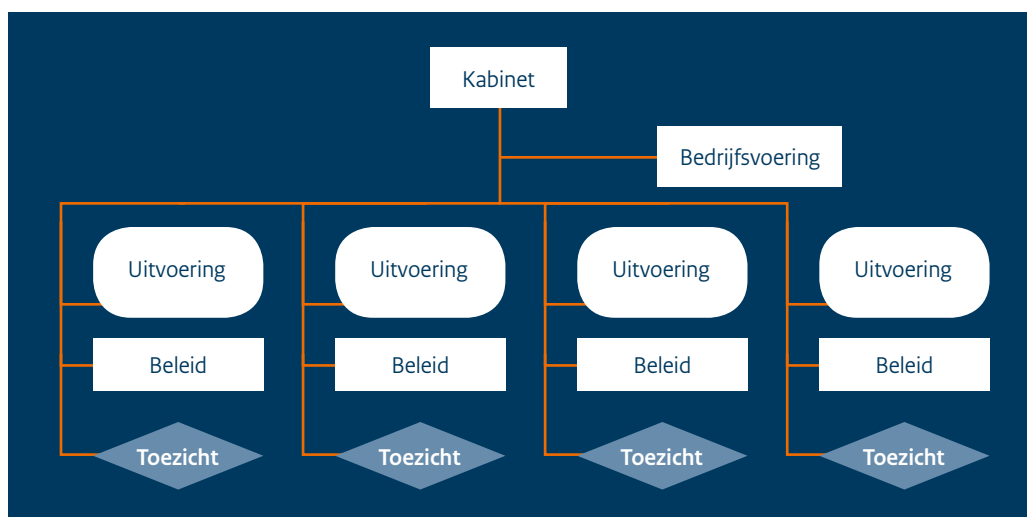 Kabinet
Bedrijfsvoering
Uitvoering Uitvoering Uitvoering Uitvoering
Beleid Beleid Beleid Beleid
Toezicht Toezicht Toezicht Toezicht